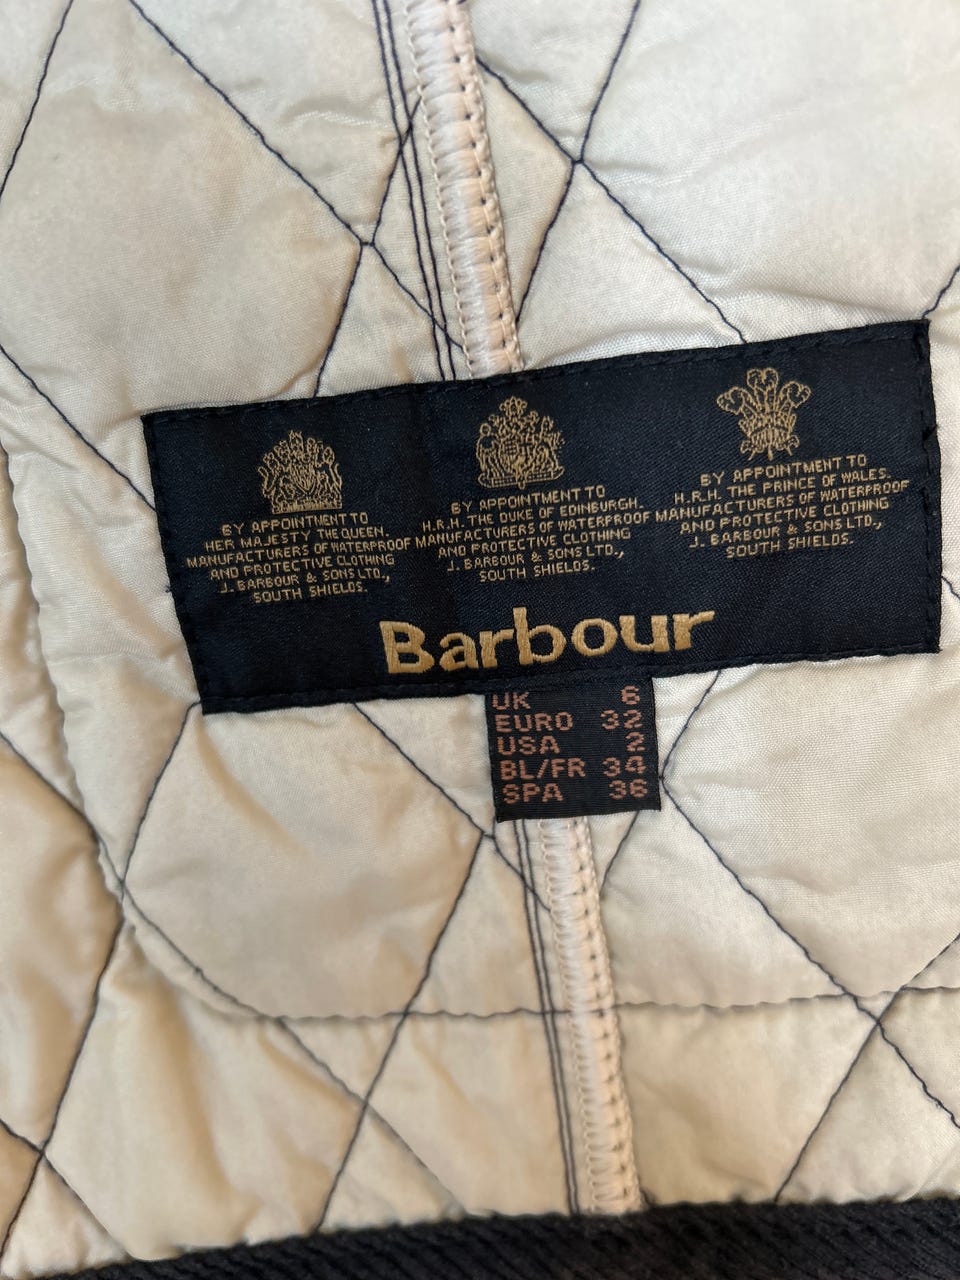 BY APPOINTMENT TO
HER MAJESTY THE QUEEN.
MANUFACTURERS OF WATERPROOF
AND PROTECTIVE CLOTHING
J. BARBOUR & SONS LTD.,
SOUTH SHIELDS.
BY APPOINTMENT TO
H.R.H. THE DUKE OF EDINBURGH.
MANUFACTURERS OF WATERPROOF
AND PROTECTIVE CLOTHING
J. BARBOUR & SONS LTD.,
SOUTH SHIELDS.
BY APPOINTMENT TO
H.R.H. THE PRINCE OF WALES.
MANUFACTURERS OF WATERPROOF
AND PROTECTIVE CLOTHING
J. BARBOUR & SONS LTD.,
SOUTH SHIELDS.
Barbour
UK 6
EURO 32
USA 2
BL/FR 34
SPA 36